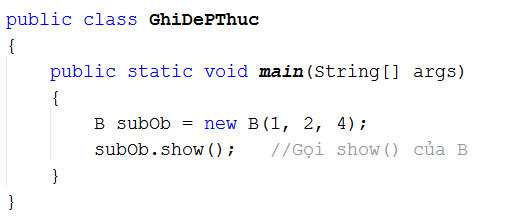 public class GhiDePThuc
{
public static void main(String[] args)
{
B subOb = new B(1, 2, 4);
subOb.show(); //Gọi show() của B
}
}